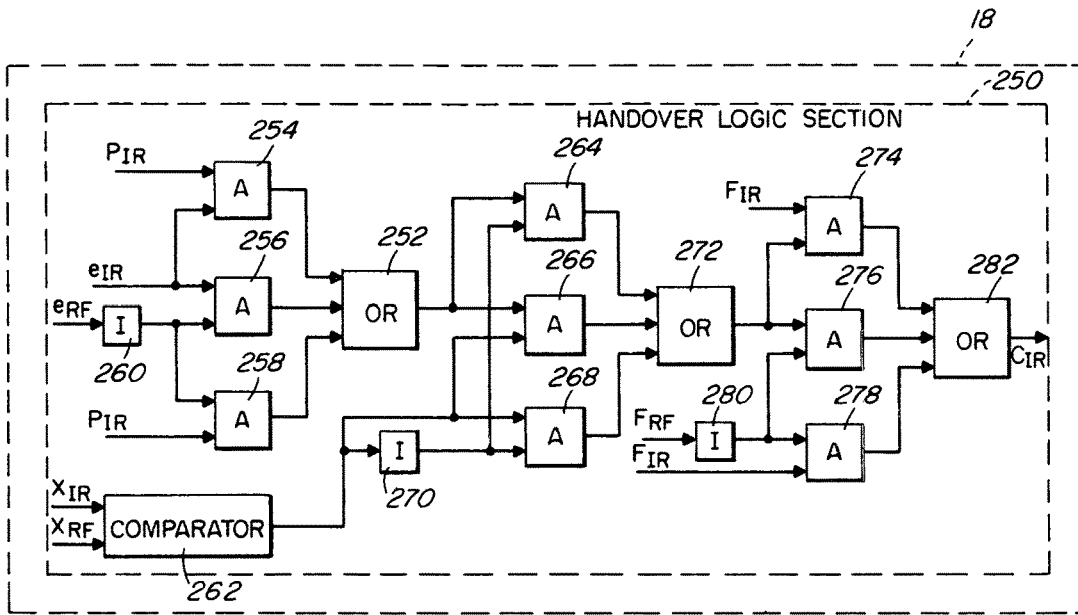 18
250
HANDOVER LOGIC SECTION
254
PIR
A
264
A
274
FIR
A
256
eIR
A
252
OR
266
A
272
OR
276
A
282
OR
CIR
eRF
I
260
258
A
PIR
268
A
280
FRF
I
278
A
FIR
I
270
XIR
XRF
COMPARATOR
262